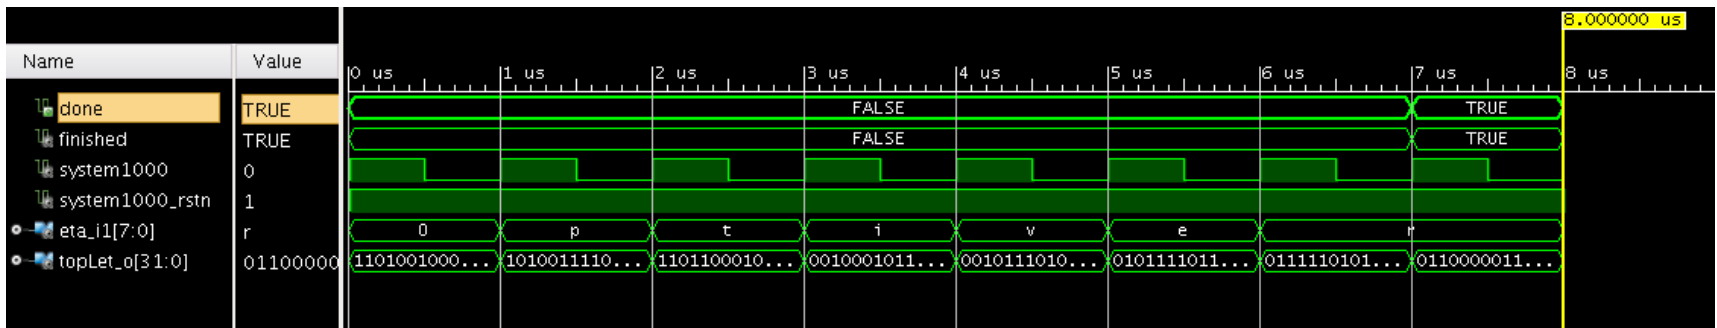 8.000000 us
Name Value
0 us 1 us 2 us 3 us 4 us 5 us 6 us 7 us 8 us
done TRUE FALSE TRUE
finished TRUE FALSE TRUE
system1000 0
system1000_rstn 1
eta_i1[7:0] r 0 p t i v e r
topLet_o[31:0] 01100000 1101001000... 1010011110... 1101100010... 0010001011... 0010111010... 0101111011... 0111110101... 0110000011...